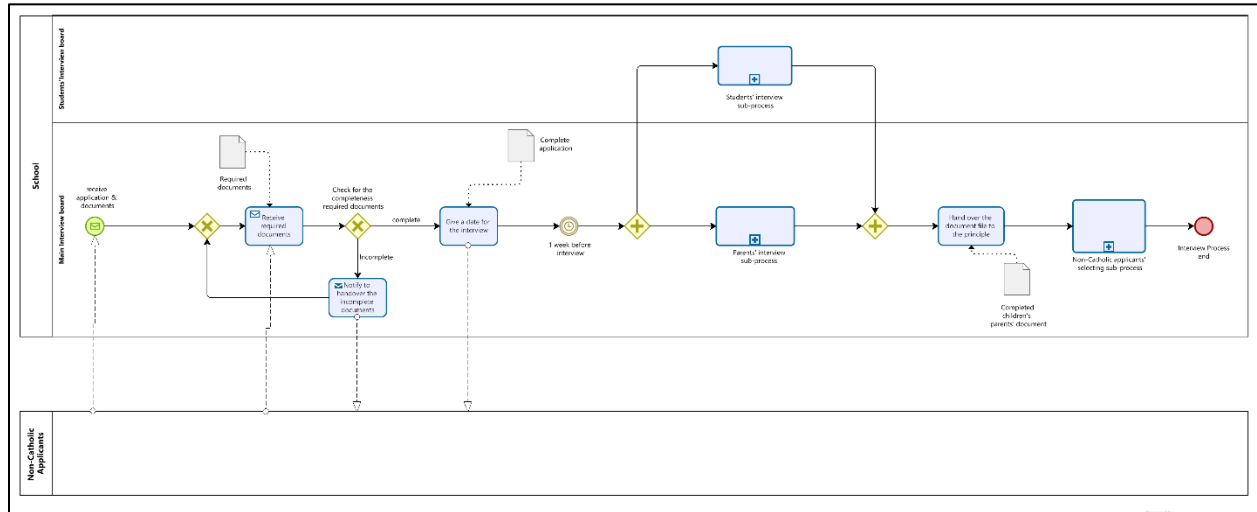 School
Students'Interview board
Students' interview
sub-process
Main Interview board
receive
application &
documents
Required
documents
Receive
required
documents
Check for the
completeness
required documents
complete
Incomplete
Notify to
handover the
incomplete
documents
Complete
application
Give a date for
the interview
1 week before
interview
Parents' interview
sub-process
Hand over the
document file to
the principle
Completed
children's
parents' document
Non-Catholic applicants'
selecting sub-process
Interview Process
end
Non-Catholic
Applicants